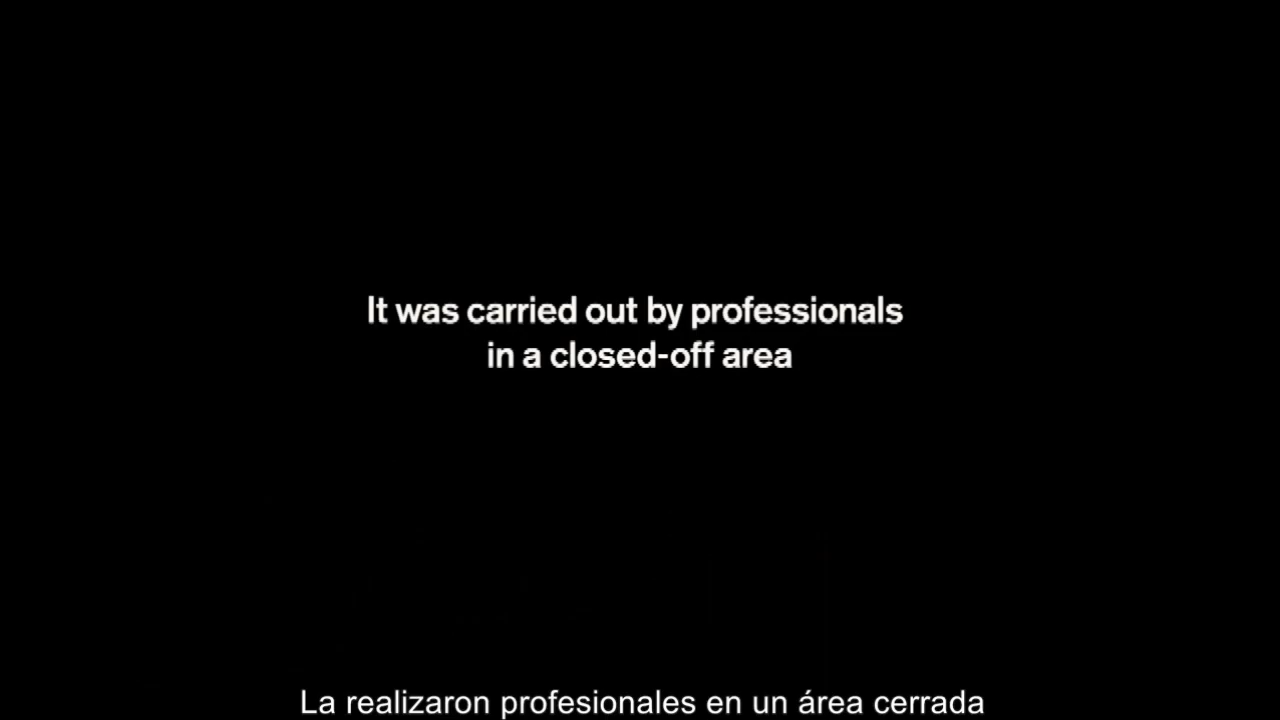 It was carried out by professionals
in a closed-off area
La realizaron profesionales en un área cerrada